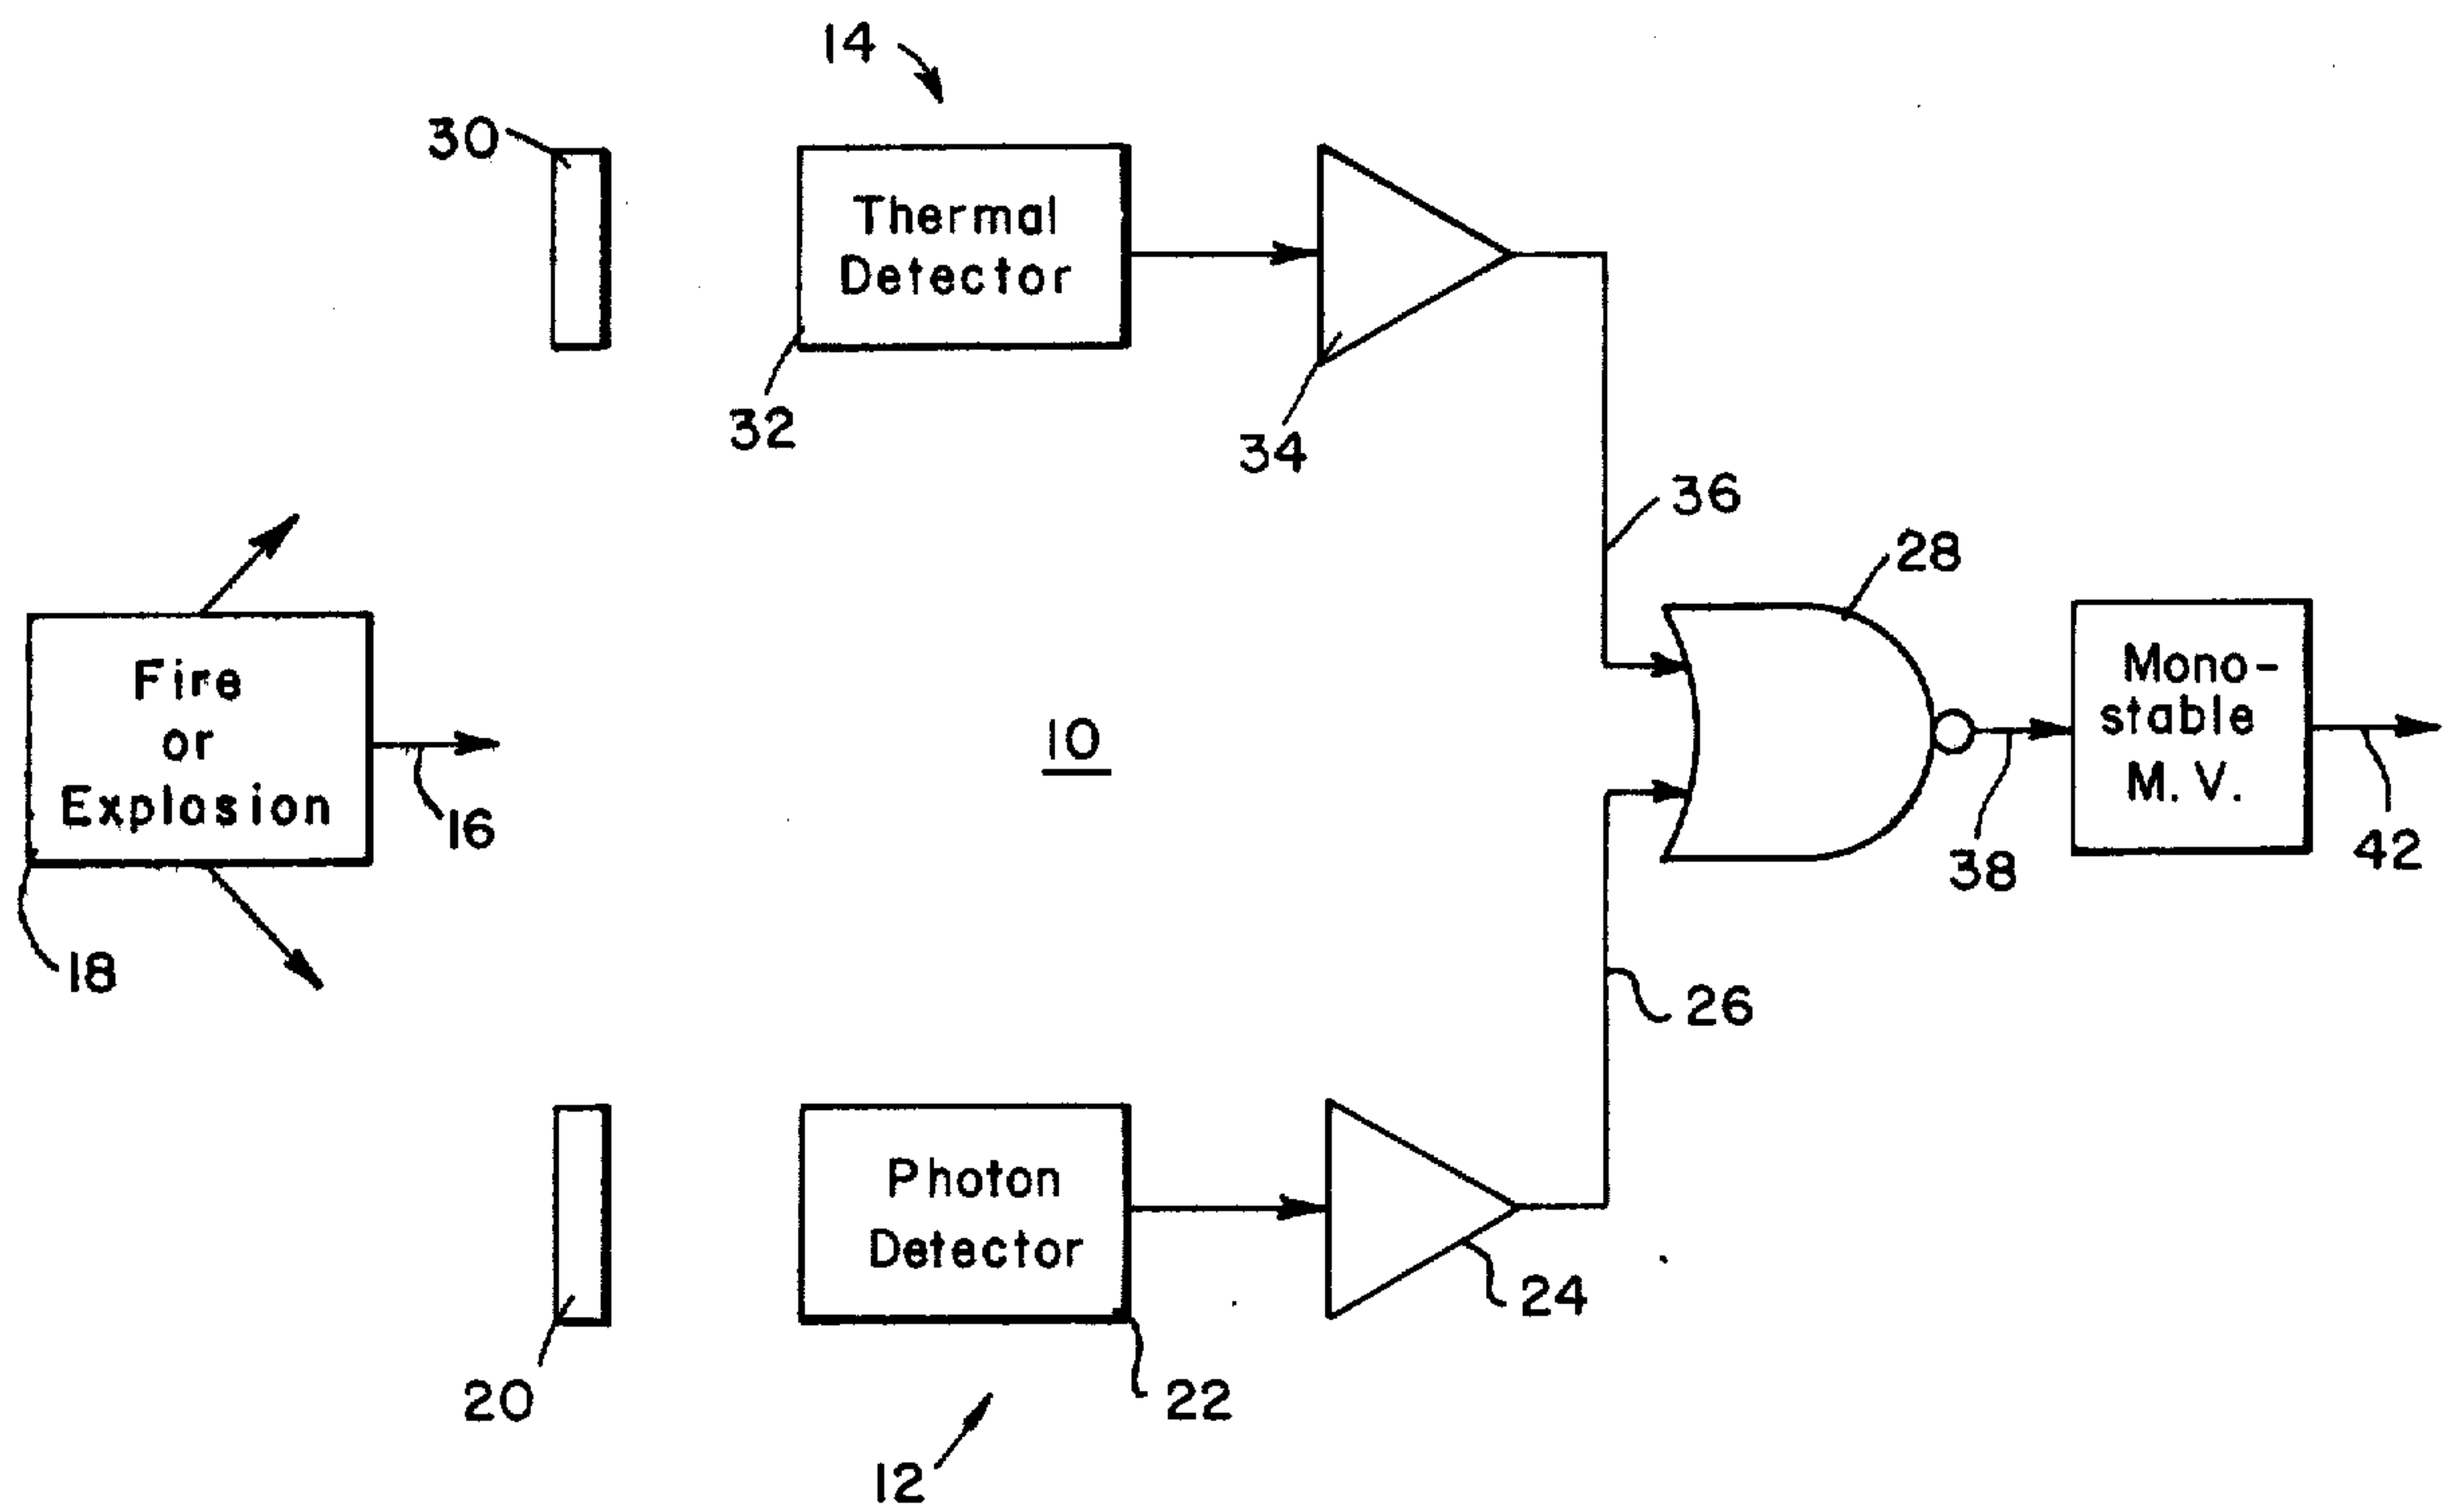 14
30
Thermal
Detector
32
34
36
28
Fire
or
Explosion
16
18
10
Mono-
stable
M. V.
38
42
26
Photon
Detector
24
20
22
12